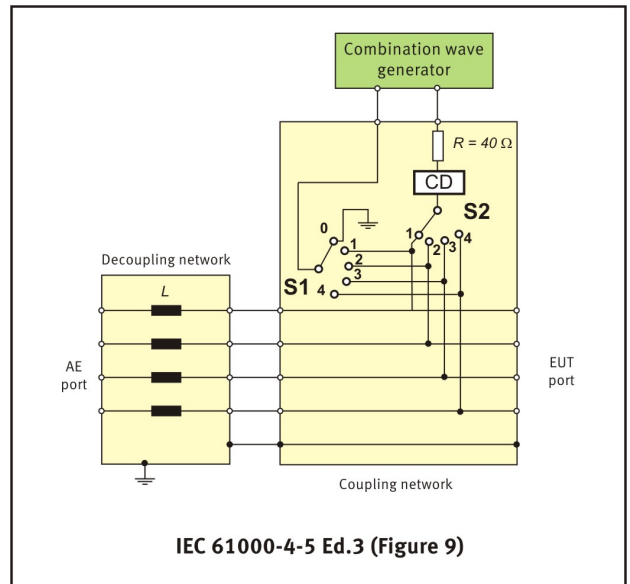 Combination wave
generator
R = 40 Ω
CD
S2
0
1
1
2
3
4
2
3
S1
4
Decoupling network
L
AE
port
EUT
port
Coupling network
IEC 61000-4-5 Ed.3 (Figure 9)